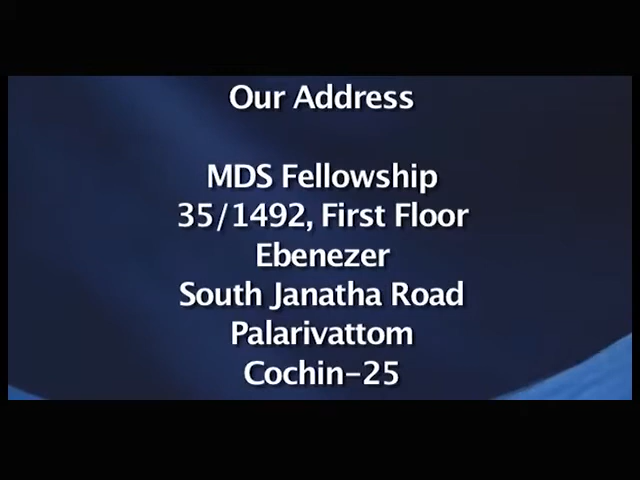 Our Address
MDS Fellowship
35/1492, First Floor
Ebenezer
South Janatha Road
Palarivattom
Cochin-25